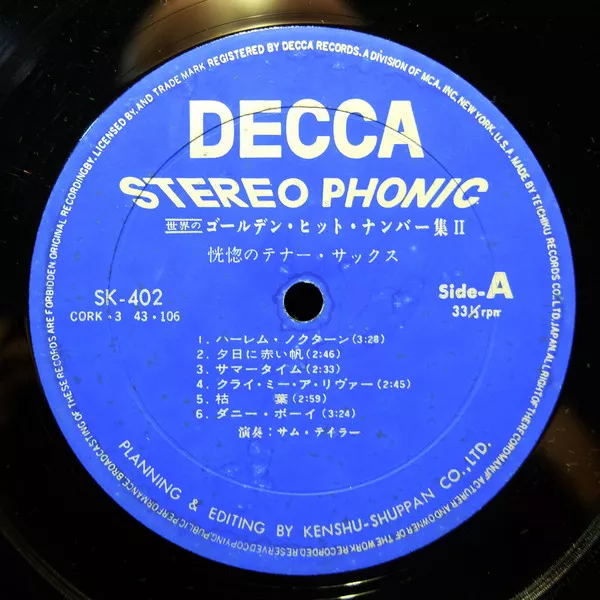 REGISTERED BY DECCA RECORDS. A DIVISION OF MCA. INC. NEW YORK. U.S.A. MADE BY TEICHIKU RECORDS CO., LTD. JAPAN. ALL RIGHT OF THE RECORD MANUFACTURER AND OWNER OF THE WORK RECORDED RESERVED COPYING/PUBLIC PERFORMANCE, BROADCASTING OF THESE RECORDS ARE FORBIDDEN ORIGINAL RECORDING BY. LICENSED BY. AND TRADE MARK
DECCA
STEREO PHONIC
世界の ゴールデン・ヒット・ナンバー集 II
恍惚のテナー・サックス
SK-402
CORK・3 43・106
Side-A
33⅓rpm
1. ハーレム・ノクターン(3:28)
2. 夕日に赤い帆(2:46)
3. サマータイム(2:33)
4. クライ・ミー・ア・リヴァー(2:45)
5. 枯 葉(2:59)
6. ダニー・ボーイ(3:24)
演奏:サム・テイラー
PLANNING & EDITING BY KENSHU-SHUPPAN CO.,LTD.